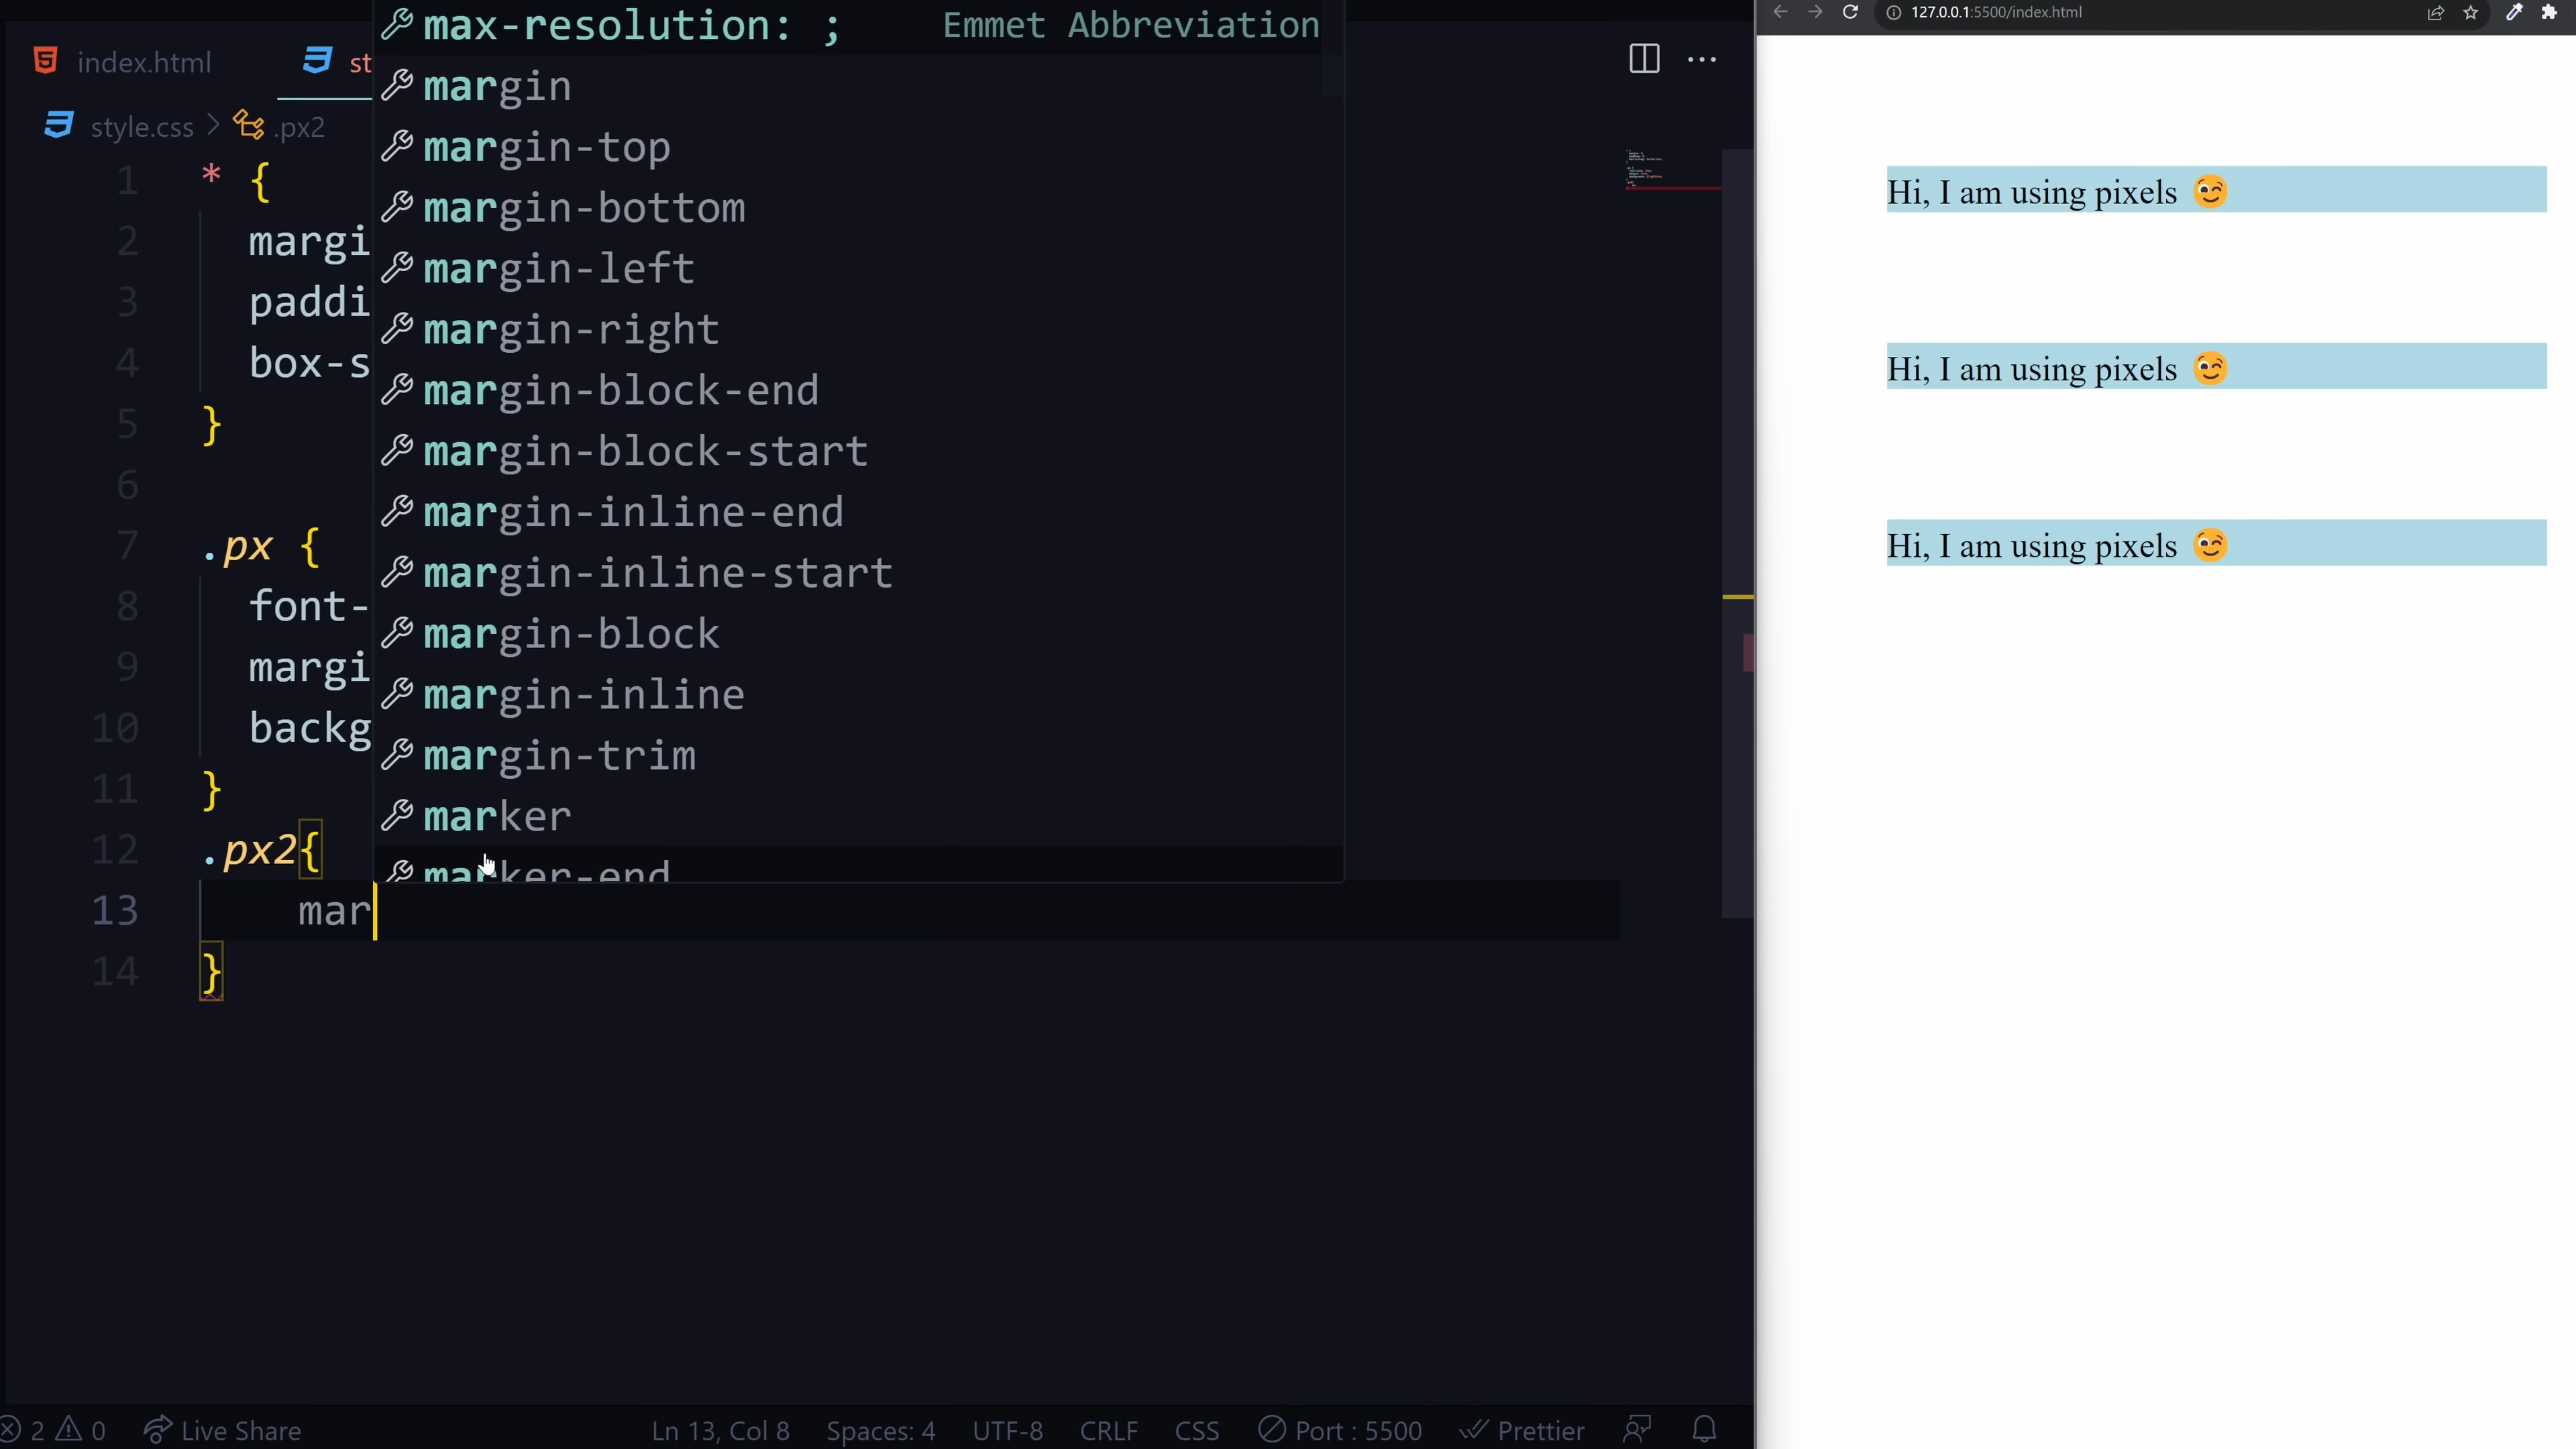 index.html
st
style.css > .px2
max-resolution: ; Emmet Abbreviation
margin
margin-top
margin-bottom
margin-left
margin-right
margin-block-end
margin-block-start
margin-inline-end
margin-inline-start
margin-block
margin-inline
margin-trim
marker
marker-end
1 * {
2 margi
3 paddi
4 box-s
5 }
6
7 .px {
8 font-
9 margi
10 backg
11 }
12 .px2{
13 mar
14 }
2 0 Live Share Ln 13, Col 8 Spaces: 4 UTF-8 CRLF CSS Port : 5500 Prettier
127.0.0.1:5500/index.html
Hi, I am using pixels 😉
Hi, I am using pixels 😉
Hi, I am using pixels 😉